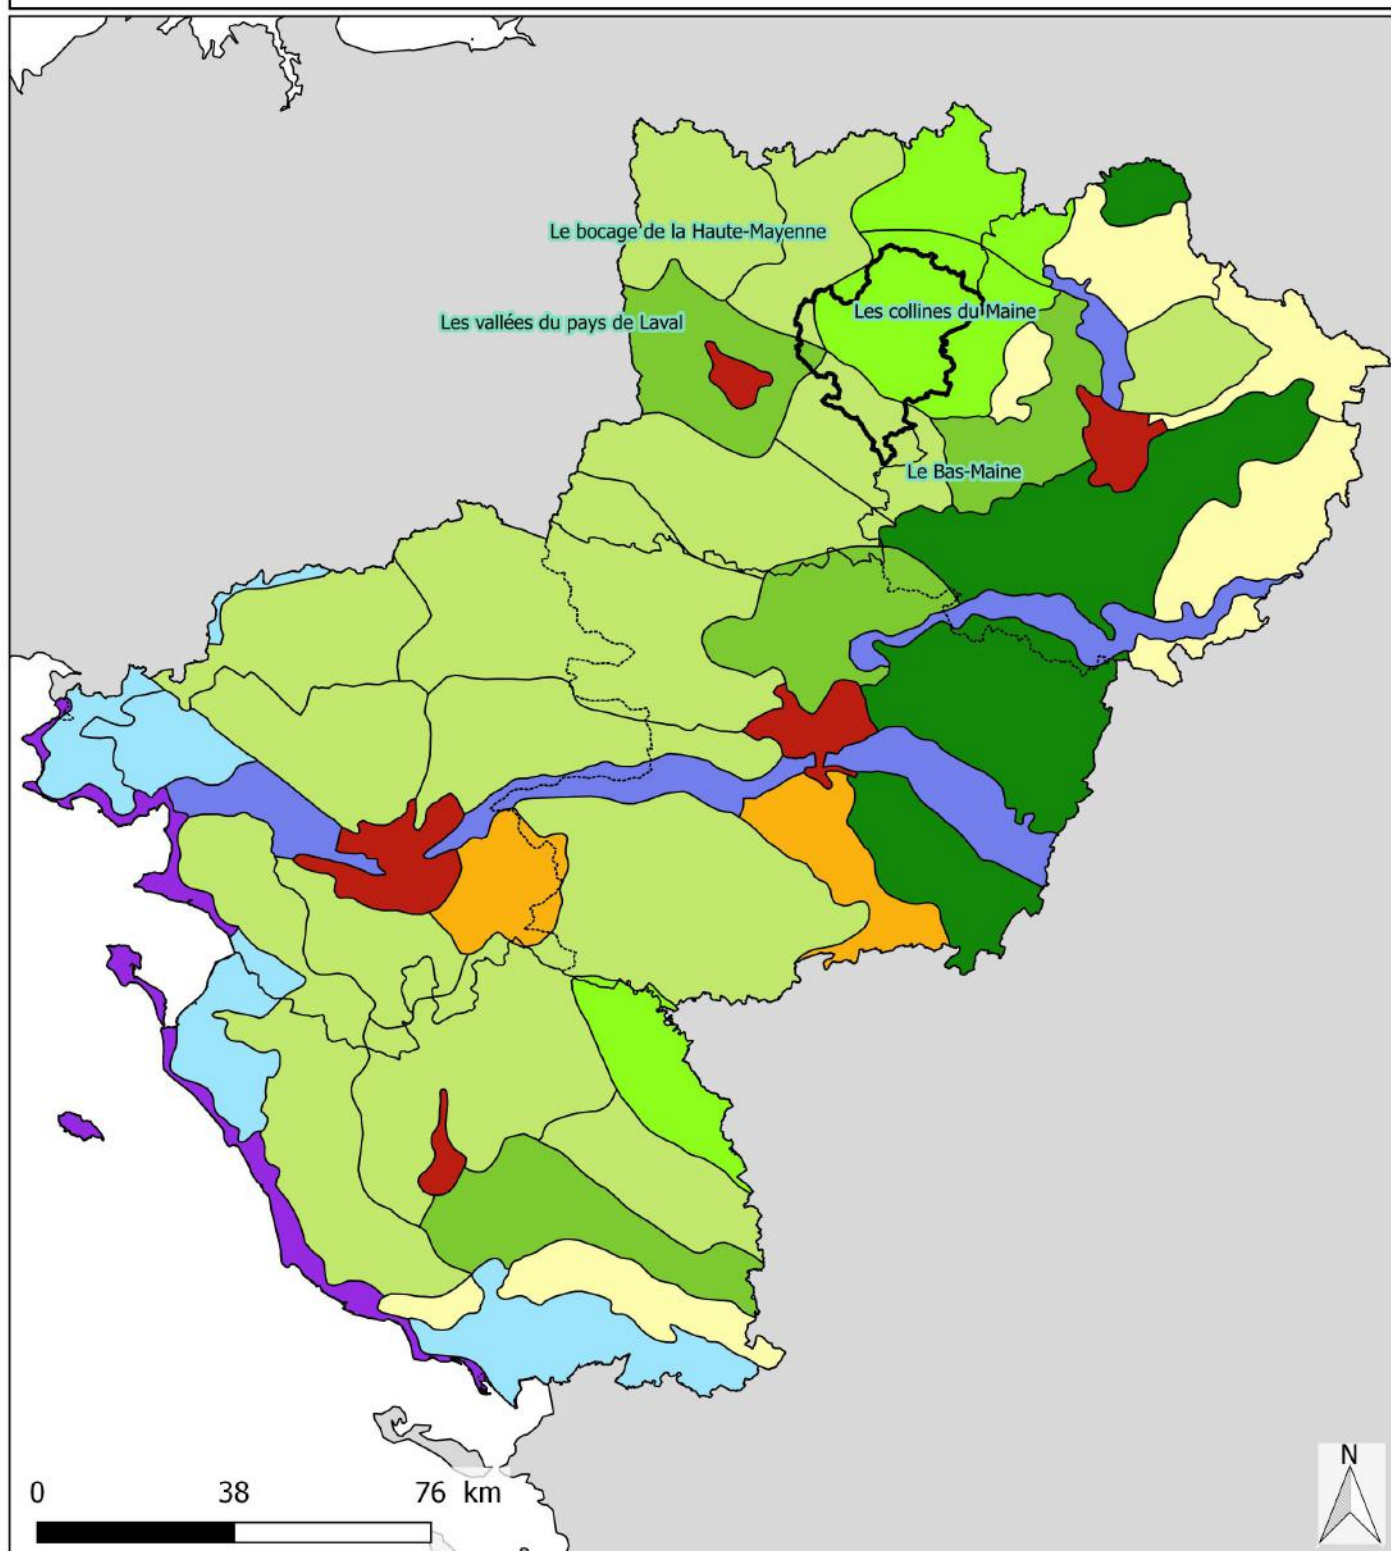 Le bocage de la Haute-Mayenne
Les collines du Maine
Les vallées du pays de Laval
Le Bas-Maine
N
0 38 76 km